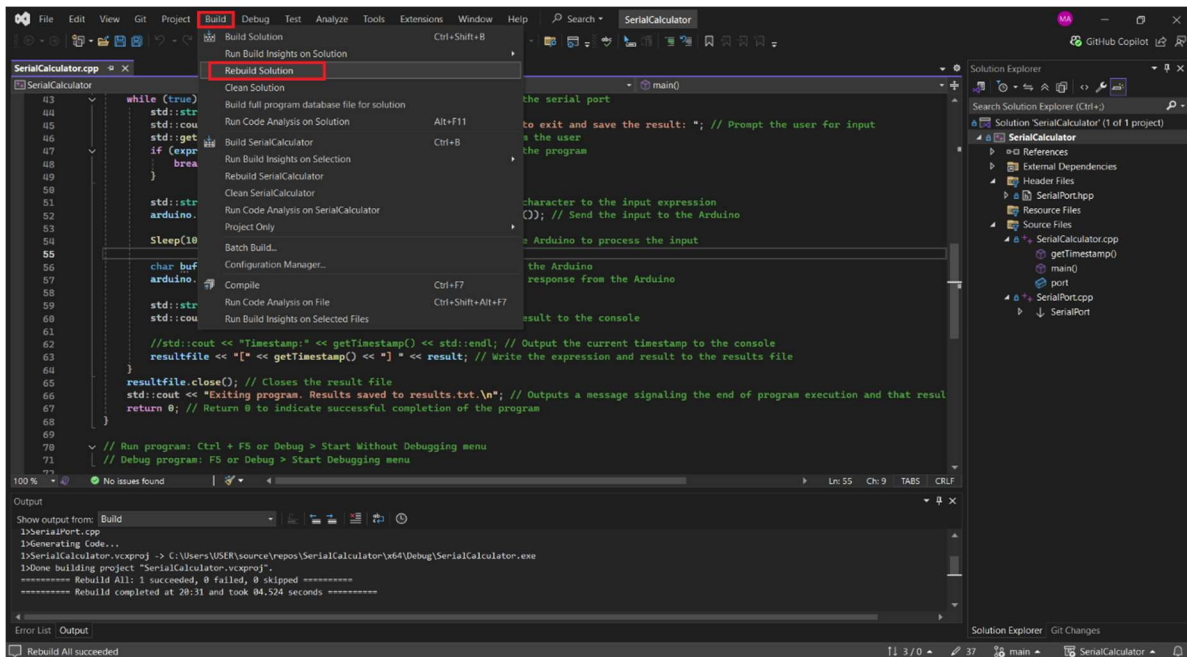 File Edit View Git Project Build Debug Test Analyze Tools Extensions Window Help Search SerialCalculator MA
GitHub Copilot
Build Solution Ctrl+Shift+B
Run Build Insights on Solution
Rebuild Solution
Clean Solution
Build full program database file for solution
Run Code Analysis on Solution Alt+F11
Build SerialCalculator Ctrl+B
Run Build Insights on Selection
Rebuild SerialCalculator
Clean SerialCalculator
Run Code Analysis on SerialCalculator
Project Only
Batch Build...
Configuration Manager...
Compile Ctrl+F7
Run Code Analysis on File Ctrl+Shift+Alt+F7
Run Build Insights on Selected Files
SerialCalculator.cpp
SerialCalculator main()
43 while (true) the serial port
44 std::str
45 std::cou to exit and save the result: "; // Prompt the user for input
46 std::get the user
47 if (expr the program
48 brea
49 }
50
51 std::str character to the input expression
52 arduino. ()); // Send the input to the Arduino
53
54 Sleep(10 Arduino to process the input
55
56 char buf the Arduino
57 arduino. response from the Arduino
58
59 std::str
60 std::cou esult to the console
61
62 //std::cout << "Timestamp:" << getTimestamp() << std::endl; // Output the current timestamp to the console
63 resultfile << "[" << getTimestamp() << "] " << result; // Write the expression and result to the results file
64 }
65 resultfile.close(); // Closes the result file
66 std::cout << "Exiting program. Results saved to results.txt.\n"; // Outputs a message signaling the end of program execution and that resul
67 return 0; // Return 0 to indicate successful completion of the program
68 }
69
70 // Run program: Ctrl + F5 or Debug > Start Without Debugging menu
71 // Debug program: F5 or Debug > Start Debugging menu
100 % No issues found Ln: 55 Ch: 9 TABS CRLF
Output
Show output from: Build
1>SerialPort.cpp
1>Generating Code...
1>SerialCalculator.vcxproj -> C:\Users\USER\source\repos\SerialCalculator\x64\Debug\SerialCalculator.exe
1>Done building project "SerialCalculator.vcxproj".
========== Rebuild All: 1 succeeded, 0 failed, 0 skipped ==========
========== Rebuild completed at 20:31 and took 04.524 seconds ==========
Error List Output
Solution Explorer
Search Solution Explorer (Ctrl+;)
Solution 'SerialCalculator' (1 of 1 project)
SerialCalculator
References
External Dependencies
Header Files
SerialPort.hpp
Resource Files
Source Files
SerialCalculator.cpp
getTimestamp()
main()
port
SerialPort.cpp
SerialPort
Solution Explorer Git Changes
Rebuild All succeeded 3 / 0 37 main SerialCalculator